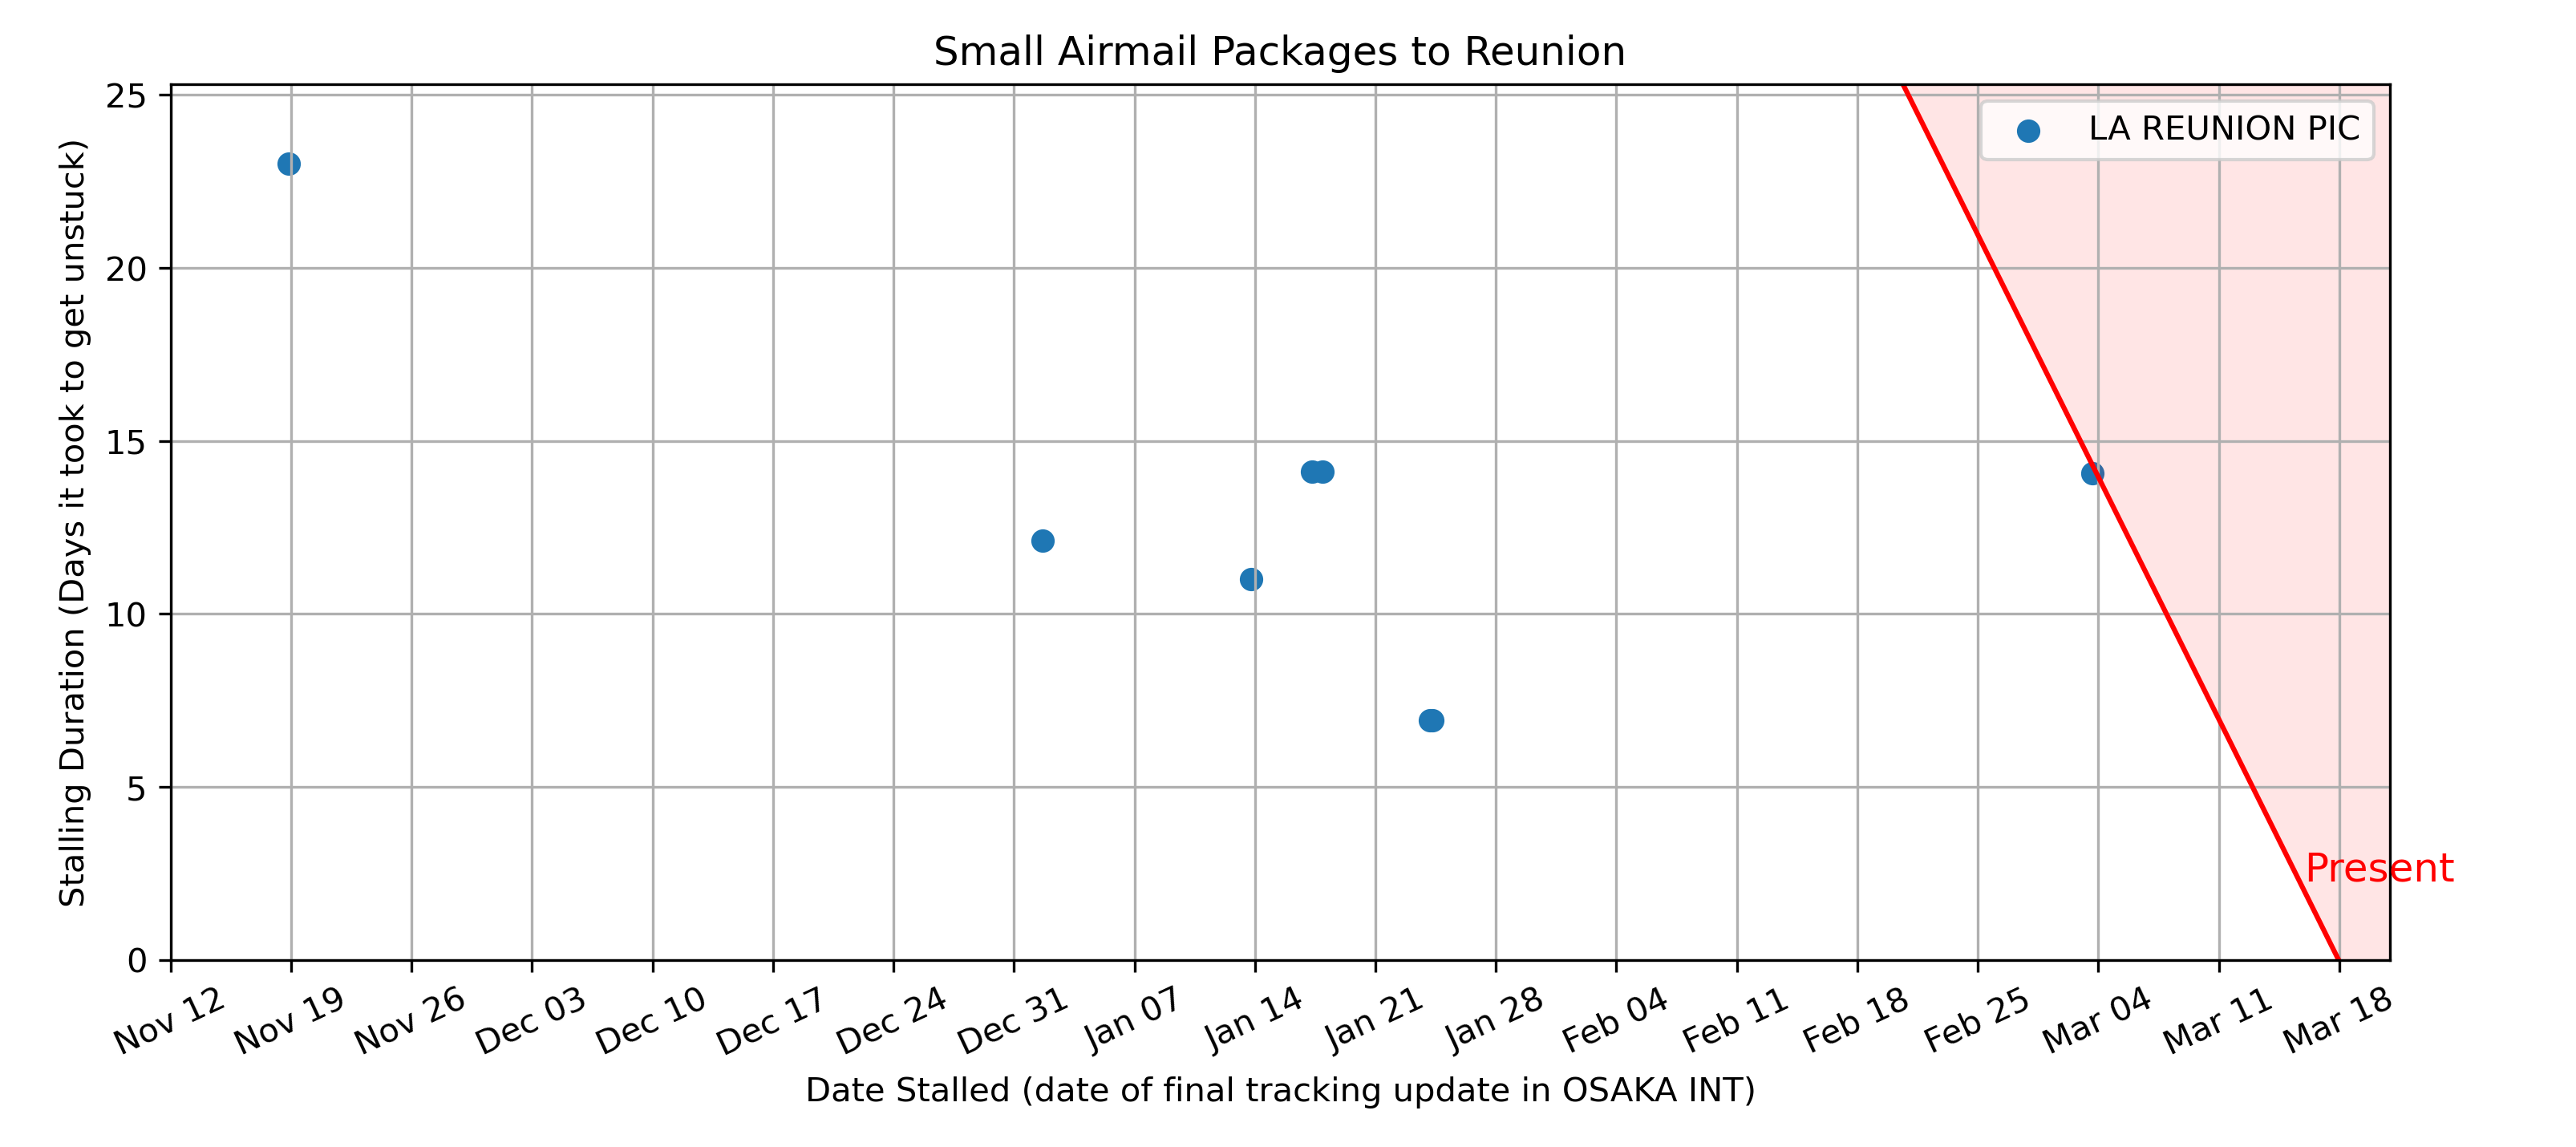 Small Airmail Packages to Reunion
LA REUNION PIC
Stalling Duration (Days it took to get unstuck)
25
20
15
10
5
0
Present
Nov 12 Nov 19 Nov 26 Dec 03 Dec 10 Dec 17 Dec 24 Dec 31 Jan 07 Jan 14 Jan 21 Jan 28 Feb 04 Feb 11 Feb 18 Feb 25 Mar 04 Mar 11 Mar 18
Date Stalled (date of final tracking update in OSAKA INT)